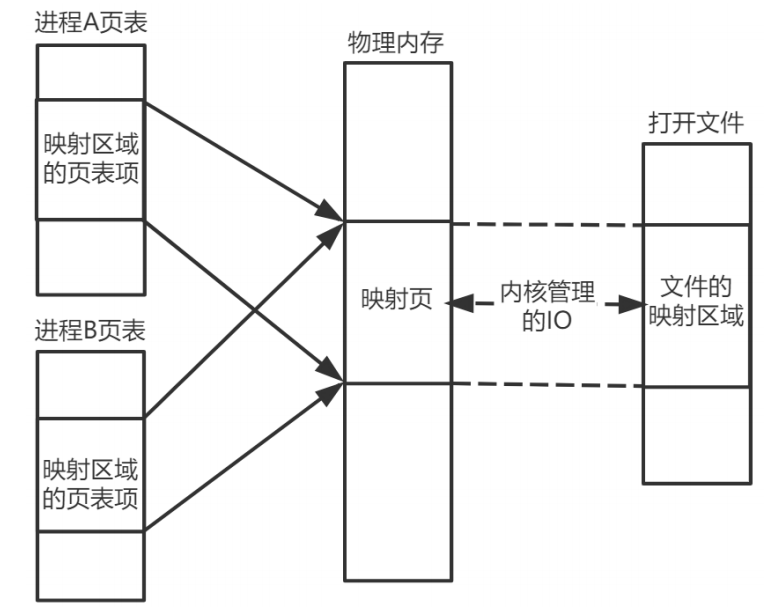 进程A页表
映射区域
的页表项
进程B页表
映射区域
的页表项
物理内存
映射页
内核管理
的IO
打开文件
文件的
映射区域